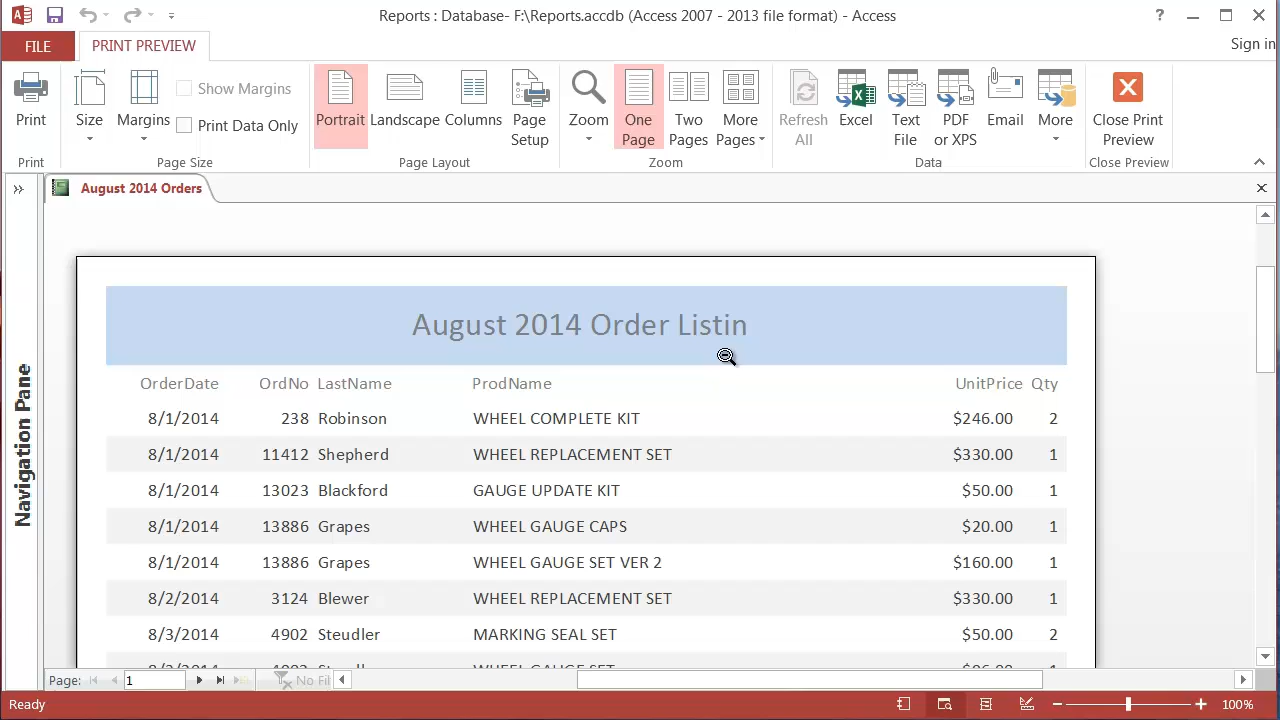 Reports : Database- F:\Reports.accdb (Access 2007 - 2013 file format) - Access
?
FILE
PRINT PREVIEW
Sign in
Print
Size
Margins
Show Margins
Print Data Only
Portrait
Landscape
Columns
Page
Setup
Zoom
One
Page
Two
Pages
More
Pages
Refresh
All
Excel
Text
File
PDF
or XPS
Email
More
Close Print
Preview
Print
Page Size
Page Layout
Zoom
Data
Close Preview
August 2014 Orders
Navigation Pane
August 2014 Order Listin
OrderDate OrdNo LastName ProdName UnitPrice Qty
8/1/2014 238 Robinson WHEEL COMPLETE KIT $246.00 2
8/1/2014 11412 Shepherd WHEEL REPLACEMENT SET $330.00 1
8/1/2014 13023 Blackford GAUGE UPDATE KIT $50.00 1
8/1/2014 13886 Grapes WHEEL GAUGE CAPS $20.00 1
8/1/2014 13886 Grapes WHEEL GAUGE SET VER 2 $160.00 1
8/2/2014 3124 Blewer WHEEL REPLACEMENT SET $330.00 1
8/3/2014 4902 Steudler MARKING SEAL SET $50.00 2
Page: 1 No Fil
Ready
100%